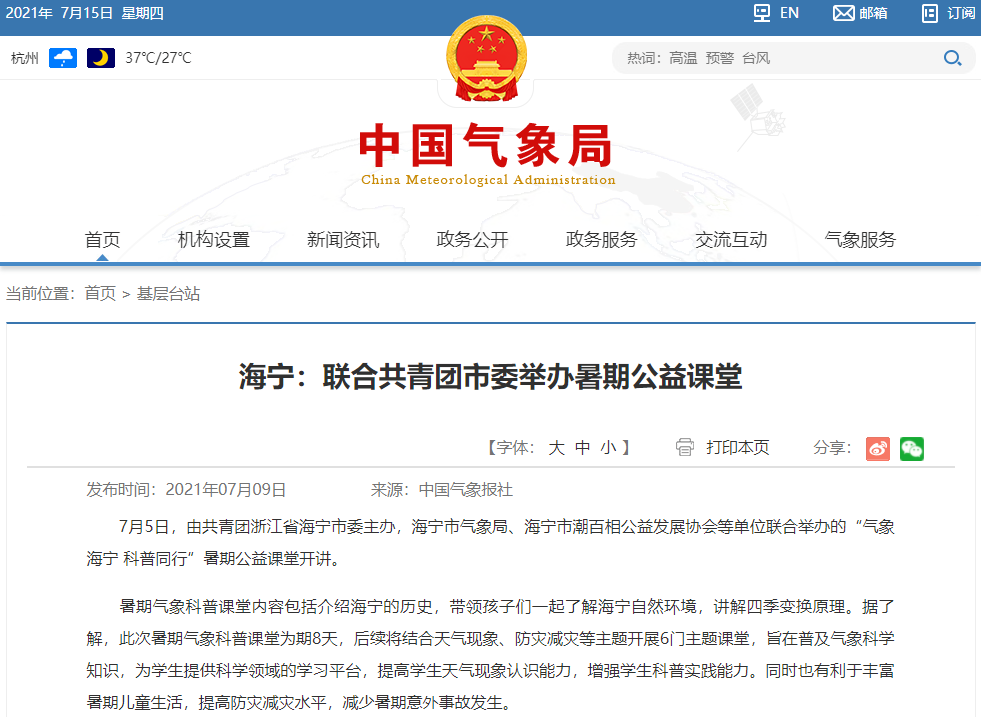 2021年 7月15日 星期四 EN 邮箱 订阅
杭州 37℃/27℃ 热词：高温 预警 台风
中国气象局
China Meteorological Administration
首页 机构设置 新闻资讯 政务公开 政务服务 交流互动 气象服务
当前位置：首页 > 基层台站
海宁：联合共青团市委举办暑期公益课堂
【字体： 大 中 小 】 打印本页 分享：
发布时间：2021年07月09日 来源：中国气象报社
7月5日，由共青团浙江省海宁市委主办，海宁市气象局、海宁市潮百相公益发展协会等单位联合举办的“气象
海宁 科普同行”暑期公益课堂开讲。
暑期气象科普课堂内容包括介绍海宁的历史，带领孩子们一起了解海宁自然环境，讲解四季变换原理。据了
解，此次暑期气象科普课堂为期8天，后续将结合天气现象、防灾减灾等主题开展6门主题课堂，旨在普及气象科学
知识，为学生提供科学领域的学习平台，提高学生天气现象认识能力，增强学生科普实践能力。同时也有利于丰富
暑期儿童生活，提高防灾减灾水平，减少暑期意外事故发生。